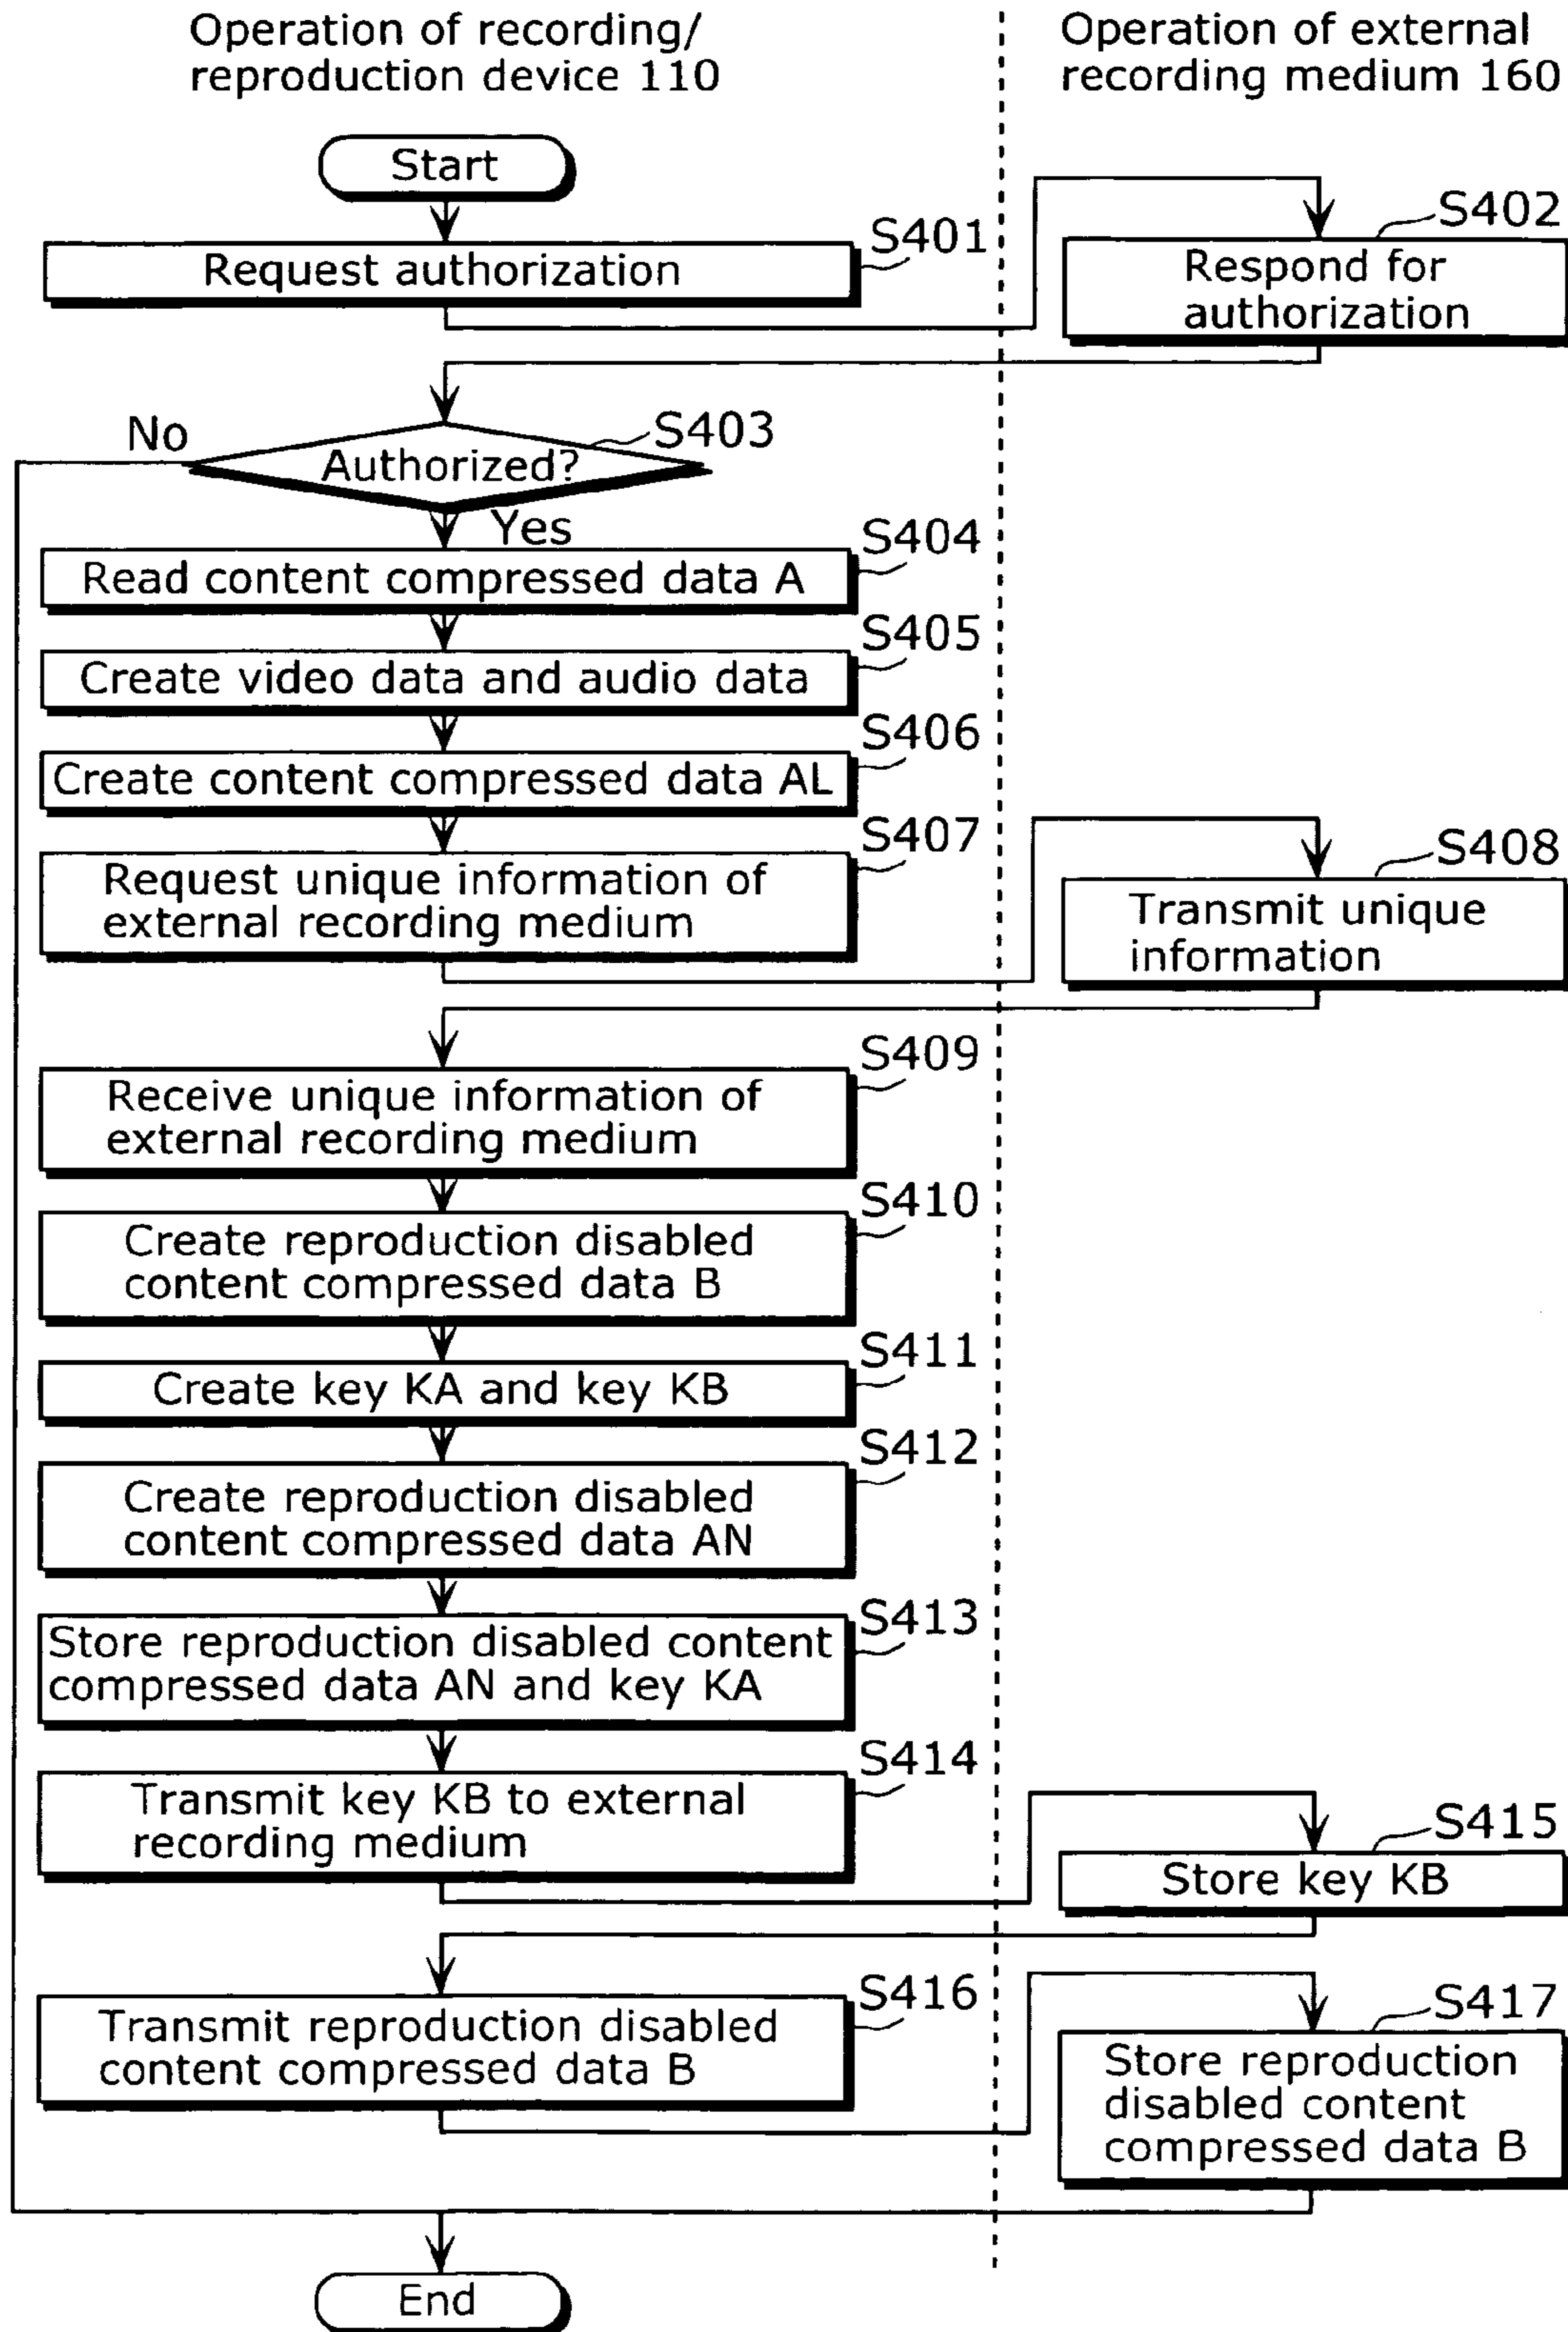 Operation of recording/
reproduction device 110
Operation of external
recording medium 160
Start
S401
Request authorization
S402
Respond for
authorization
No
S403
Authorized?
Yes
S404
Read content compressed data A
S405
Create video data and audio data
S406
Create content compressed data AL
S407
Request unique information of
external recording medium
S408
Transmit unique
information
S409
Receive unique information of
external recording medium
S410
Create reproduction disabled
content compressed data B
S411
Create key KA and key KB
S412
Create reproduction disabled
content compressed data AN
S413
Store reproduction disabled content
compressed data AN and key KA
S414
Transmit key KB to external
recording medium
S415
Store key KB
S416
Transmit reproduction disabled
content compressed data B
S417
Store reproduction
disabled content
compressed data B
End